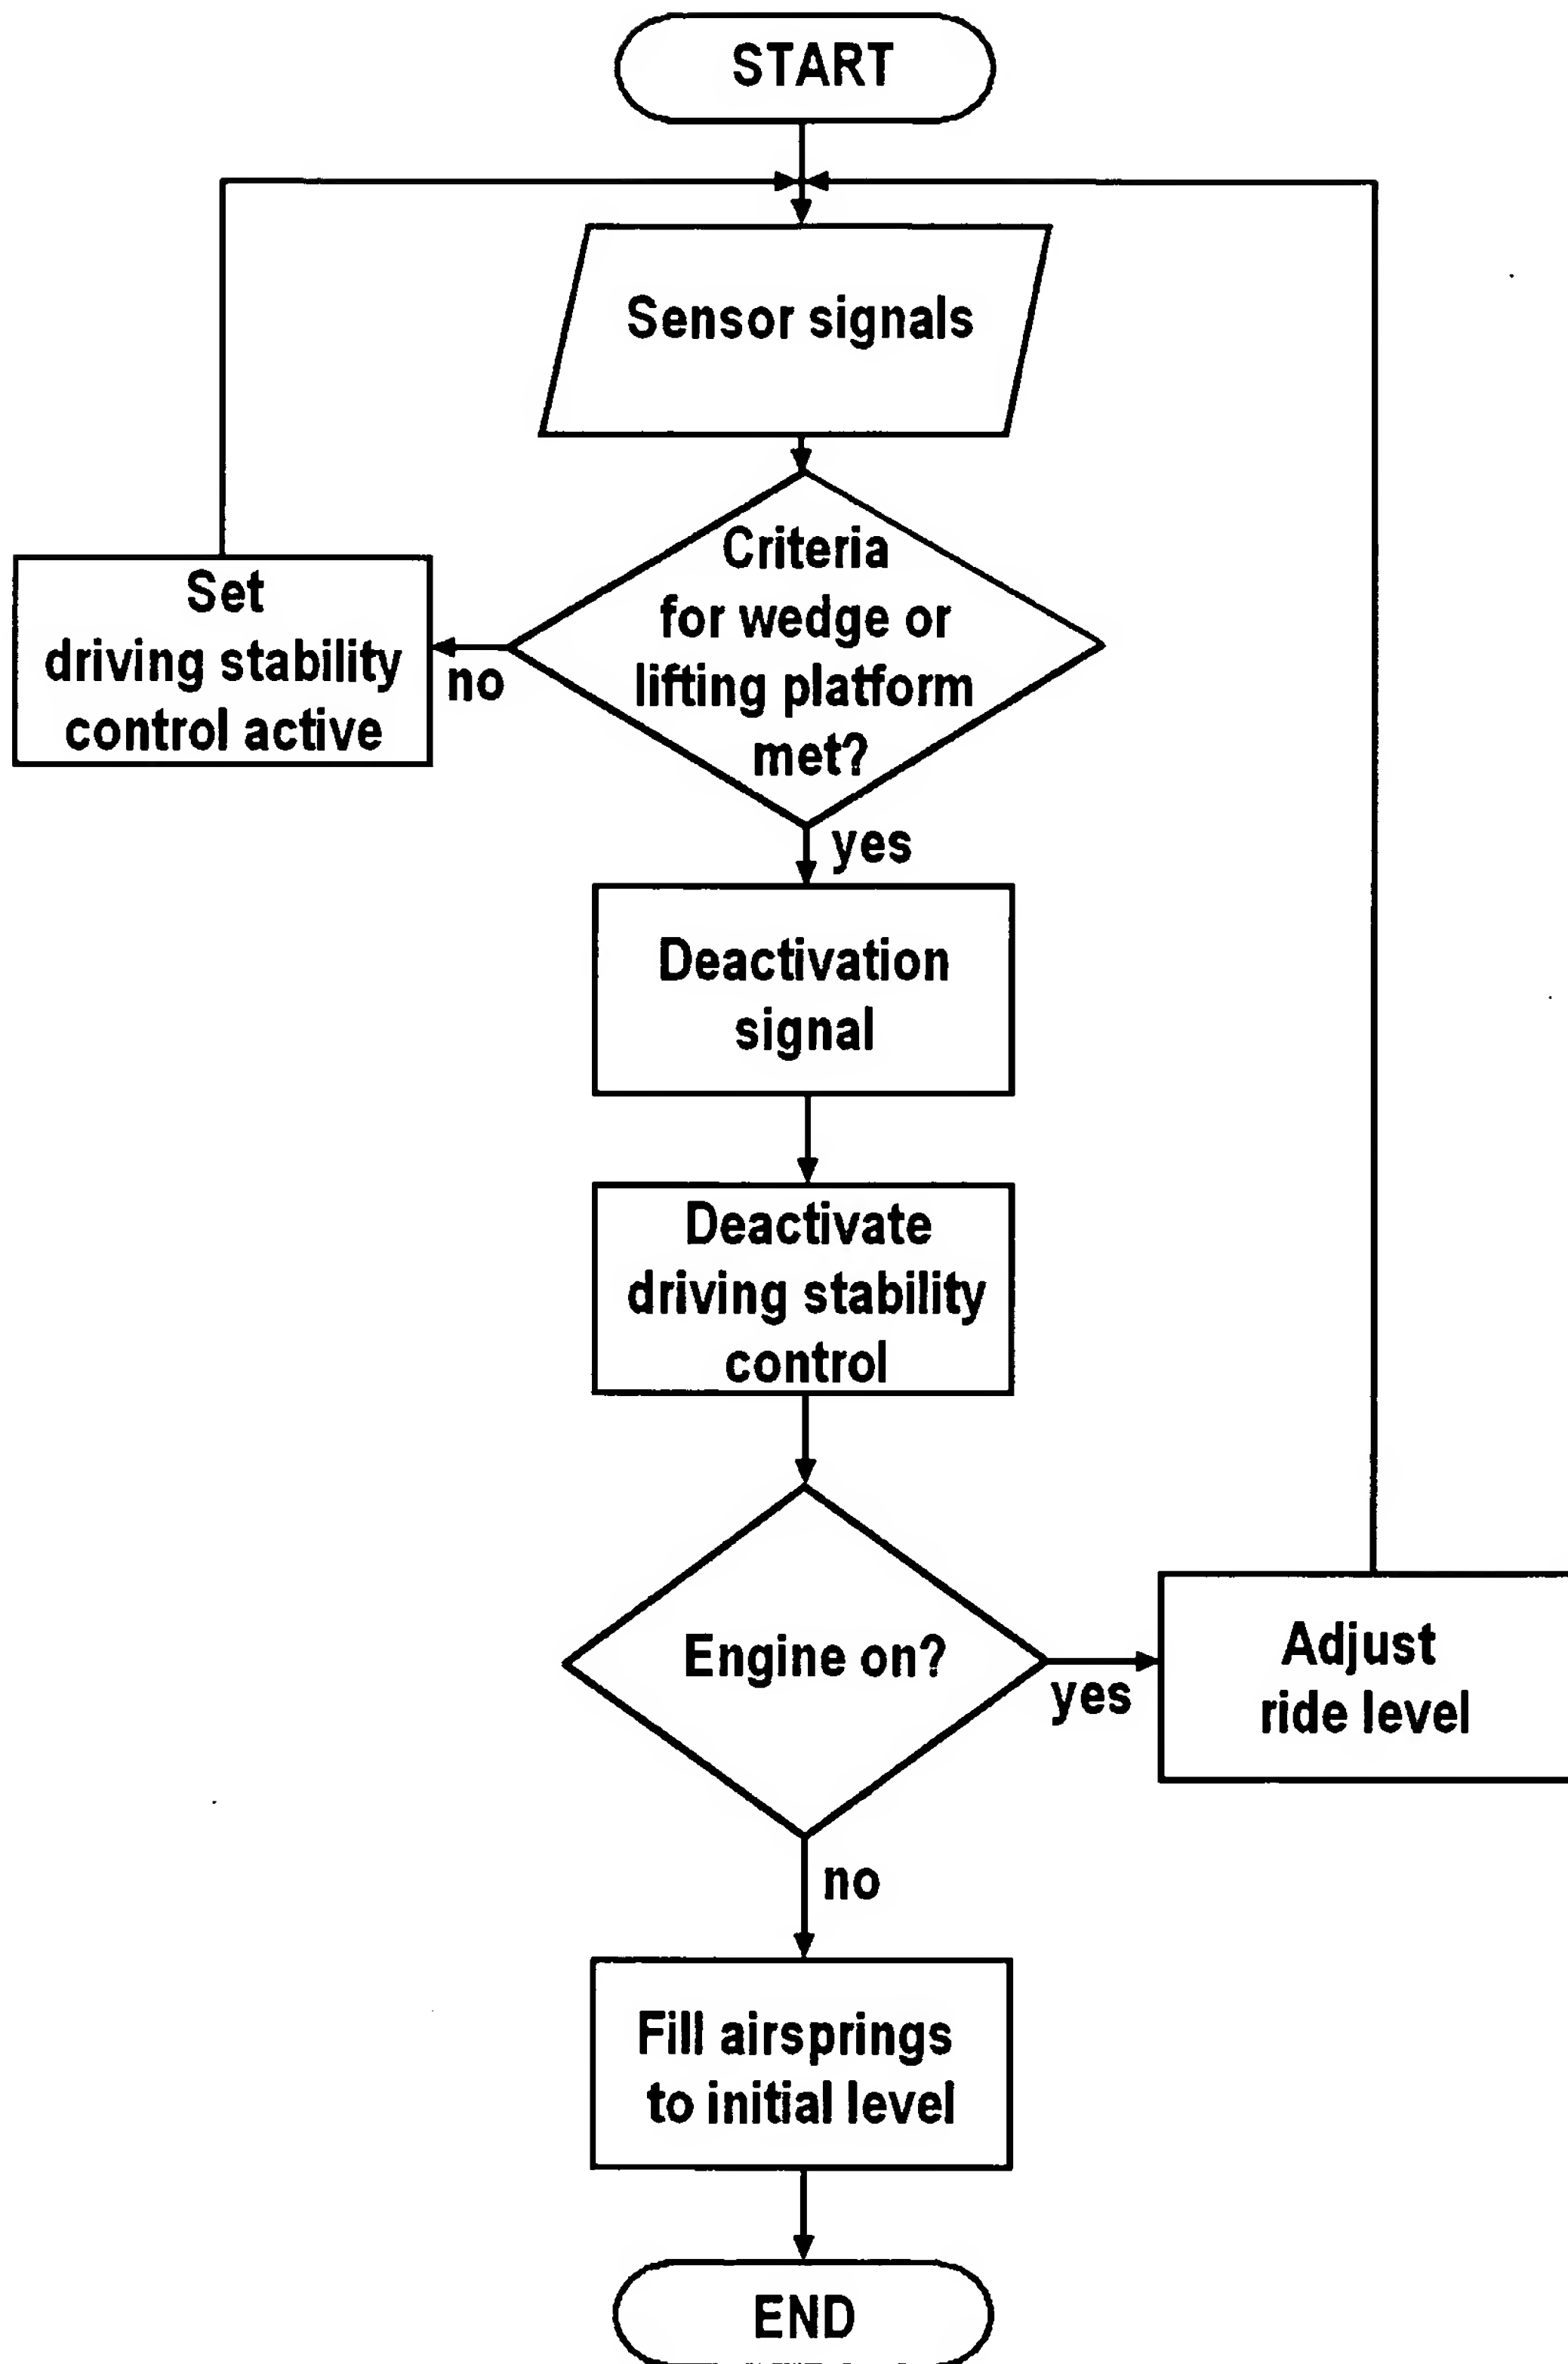 START
Sensor signals
Criteria
for wedge or
lifting platform
met?
no
Set
driving stability
control active
yes
Deactivation
signal
Deactivate
driving stability
control
Engine on?
yes
Adjust
ride level
no
Fill airsprings
to initial level
END